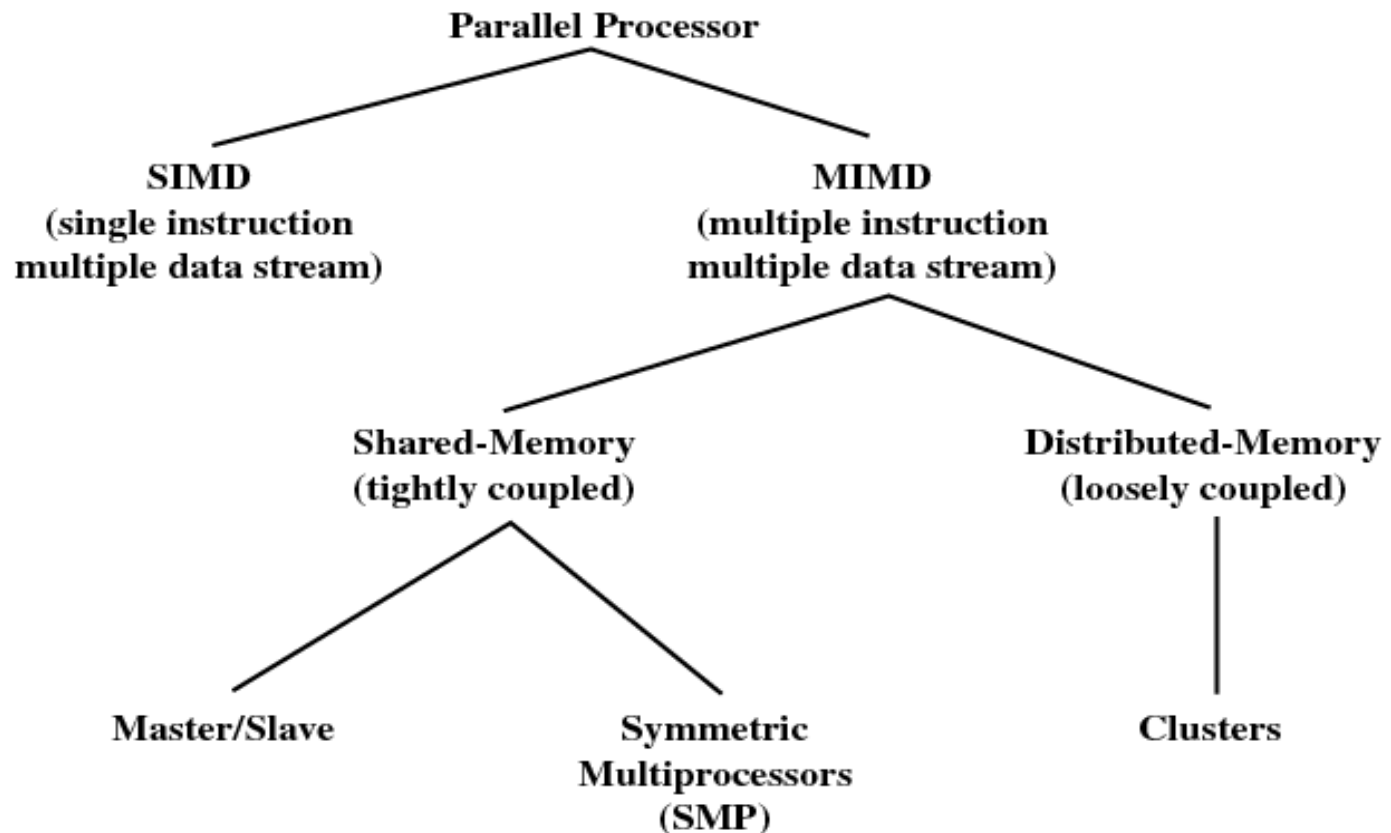 Parallel Processor
SIMD
(single instruction
multiple data stream)
MIMD
(multiple instruction
multiple data stream)
Shared-Memory
(tightly coupled)
Distributed-Memory
(loosely coupled)
Master/Slave
Symmetric
Multiprocessors
(SMP)
Clusters